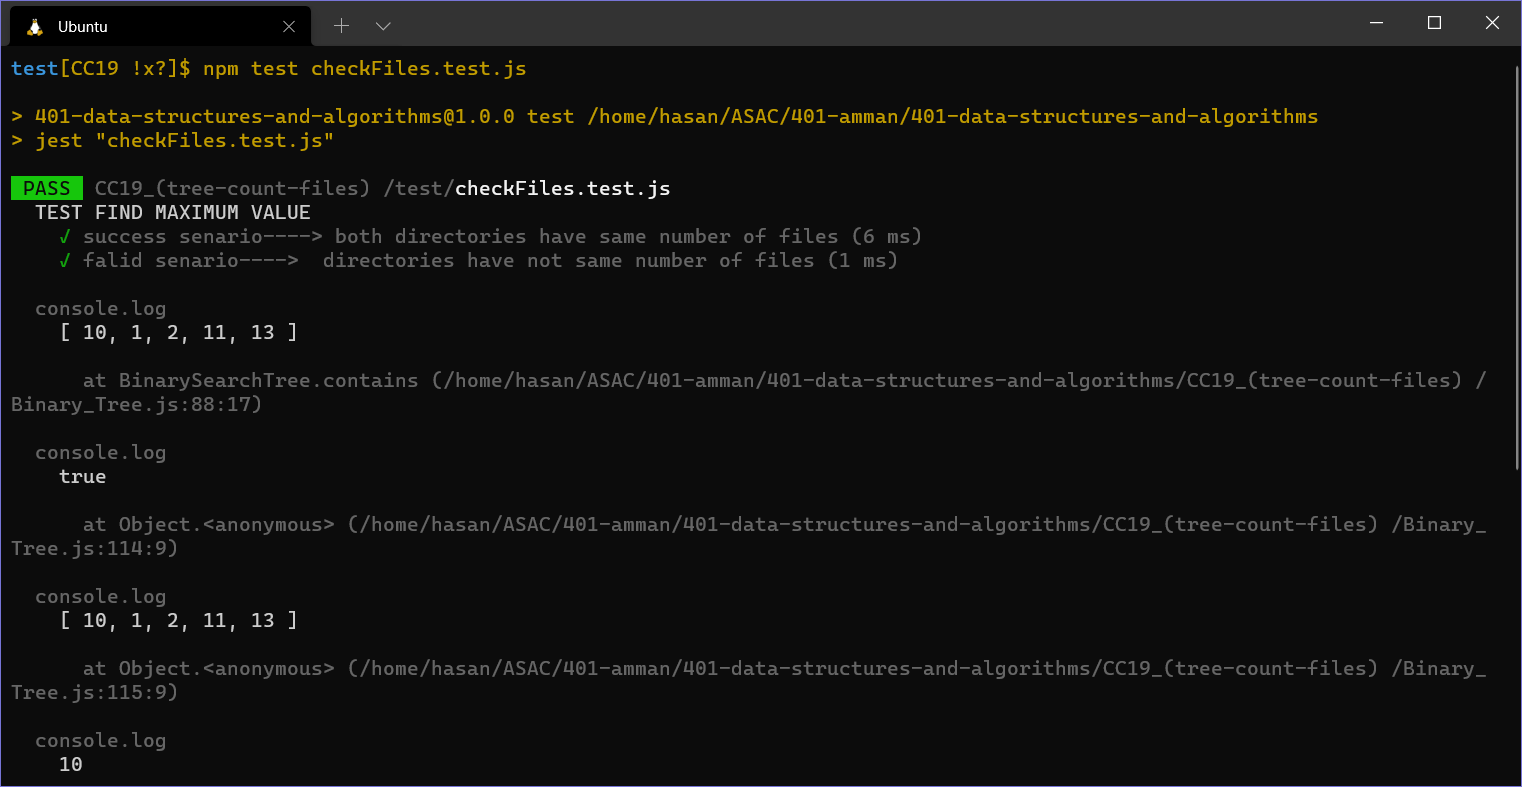 Ubuntu
test[CC19 !x?]$ npm test checkFiles.test.js
> 401-data-structures-and-algorithms@1.0.0 test /home/hasan/ASAC/401-amman/401-data-structures-and-algorithms
> jest "checkFiles.test.js"
PASS CC19_(tree-count-files) /test/checkFiles.test.js
TEST FIND MAXIMUM VALUE
√ success senario----> both directories have same number of files (6 ms)
√ falid senario---->  directories have not same number of files (1 ms)
console.log
[ 10, 1, 2, 11, 13 ]
at BinarySearchTree.contains (/home/hasan/ASAC/401-amman/401-data-structures-and-algorithms/CC19_(tree-count-files) /
Binary_Tree.js:88:17)
console.log
true
at Object.<anonymous> (/home/hasan/ASAC/401-amman/401-data-structures-and-algorithms/CC19_(tree-count-files) /Binary_
Tree.js:114:9)
console.log
[ 10, 1, 2, 11, 13 ]
at Object.<anonymous> (/home/hasan/ASAC/401-amman/401-data-structures-and-algorithms/CC19_(tree-count-files) /Binary_
Tree.js:115:9)
console.log
10